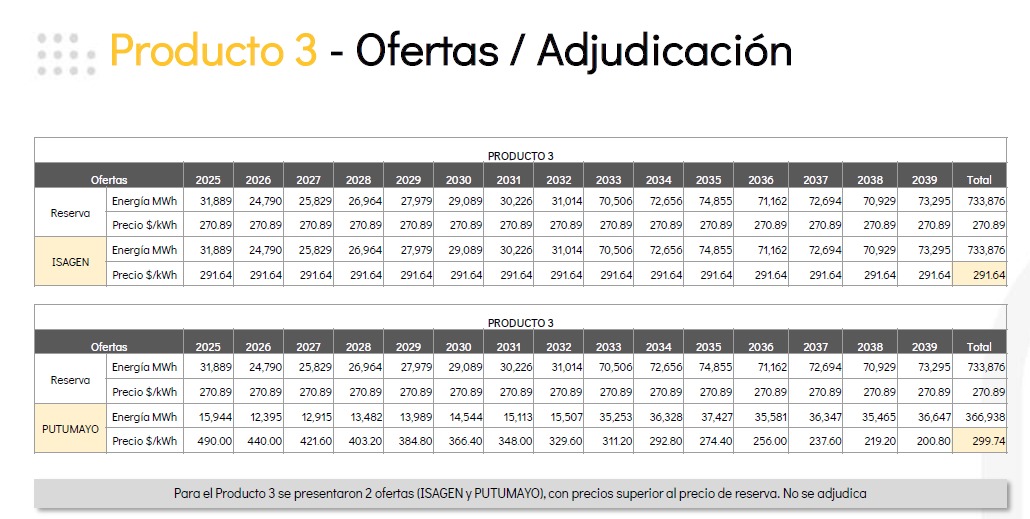 Producto 3 - Ofertas / Adjudicación
PRODUCTO 3
Ofertas 2025 2026 2027 2028 2029 2030 2031 2032 2033 2034 2035 2036 2037 2038 2039 Total
Reserva
Energía MWh 31,889 24,790 25,829 26,964 27,979 29,089 30,226 31,014 70,506 72,656 74,855 71,162 72,694 70,929 73,295 733,876
Precio $/kWh 270.89 270.89 270.89 270.89 270.89 270.89 270.89 270.89 270.89 270.89 270.89 270.89 270.89 270.89 270.89 270.89
ISAGEN
Energía MWh 31,889 24,790 25,829 26,964 27,979 29,089 30,226 31,014 70,506 72,656 74,855 71,162 72,694 70,929 73,295 733,876
Precio $/kWh 291.64 291.64 291.64 291.64 291.64 291.64 291.64 291.64 291.64 291.64 291.64 291.64 291.64 291.64 291.64 291.64
PRODUCTO 3
Ofertas 2025 2026 2027 2028 2029 2030 2031 2032 2033 2034 2035 2036 2037 2038 2039 Total
Reserva
Energía MWh 31,889 24,790 25,829 26,964 27,979 29,089 30,226 31,014 70,506 72,656 74,855 71,162 72,694 70,929 73,295 733,876
Precio $/kWh 270.89 270.89 270.89 270.89 270.89 270.89 270.89 270.89 270.89 270.89 270.89 270.89 270.89 270.89 270.89 270.89
PUTUMAYO
Energía MWh 15,944 12,395 12,915 13,482 13,989 14,544 15,113 15,507 35,253 36,328 37,427 35,581 36,347 35,465 36,647 366,938
Precio $/kWh 490.00 440.00 421.60 403.20 384.80 366.40 348.00 329.60 311.20 292.80 274.40 256.00 237.60 219.20 200.80 299.74
Para el Producto 3 se presentaron 2 ofertas (ISAGEN y PUTUMAYO), con precios superior al precio de reserva. No se adjudica